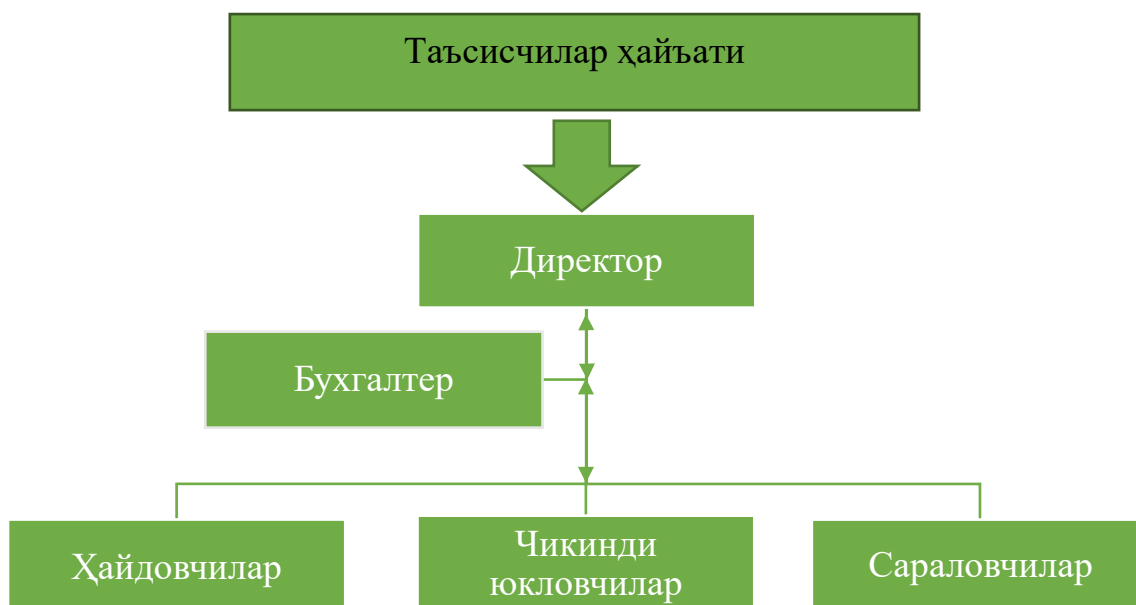 Таъсисчилар ҳайъати
Директор
Бухгалтер
Ҳайдовчилар
Чикинди
юкловчилар
Сараловчилар